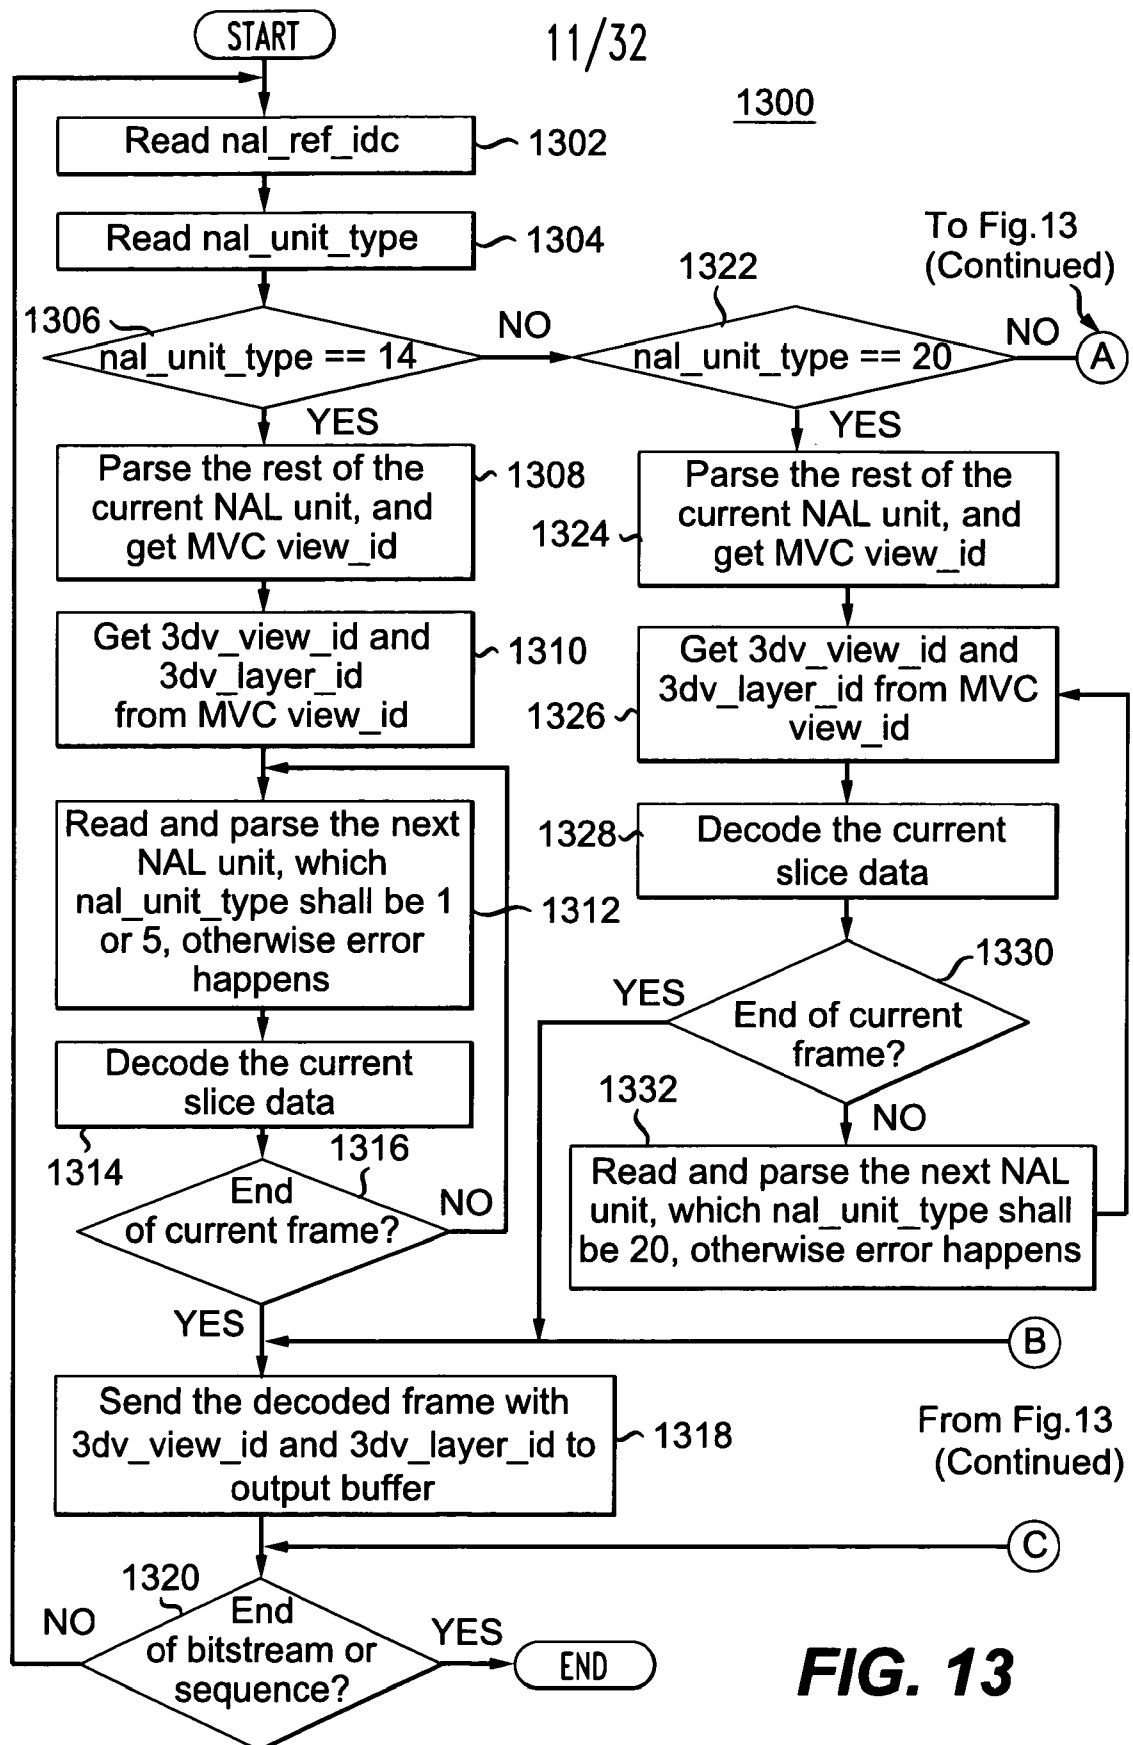 START
11/32
1300
Read nal_ref_idc
1302
Read nal_unit_type
1304
To Fig.13
(Continued)
1306
nal_unit_type == 14
NO
1322
nal_unit_type == 20
NO
A
YES
Parse the rest of the
current NAL unit, and
get MVC view_id
1308
YES
Parse the rest of the
current NAL unit, and
get MVC view_id
1324
Get 3dv_view_id and
3dv_layer_id
from MVC view_id
1310
Get 3dv_view_id and
3dv_layer_id from MVC
view_id
1326
Read and parse the next
NAL unit, which
nal_unit_type shall be 1
or 5, otherwise error
happens
1312
Decode the current
slice data
1328
Decode the current
slice data
1314
1330
End of current
frame?
YES
NO
1316
End
of current frame?
NO
YES
1332
Read and parse the next NAL
unit, which nal_unit_type shall
be 20, otherwise error happens
B
Send the decoded frame with
3dv_view_id and 3dv_layer_id to
output buffer
1318
From Fig.13
(Continued)
C
1320
End
of bitstream or
sequence?
NO
YES
END
FIG. 13